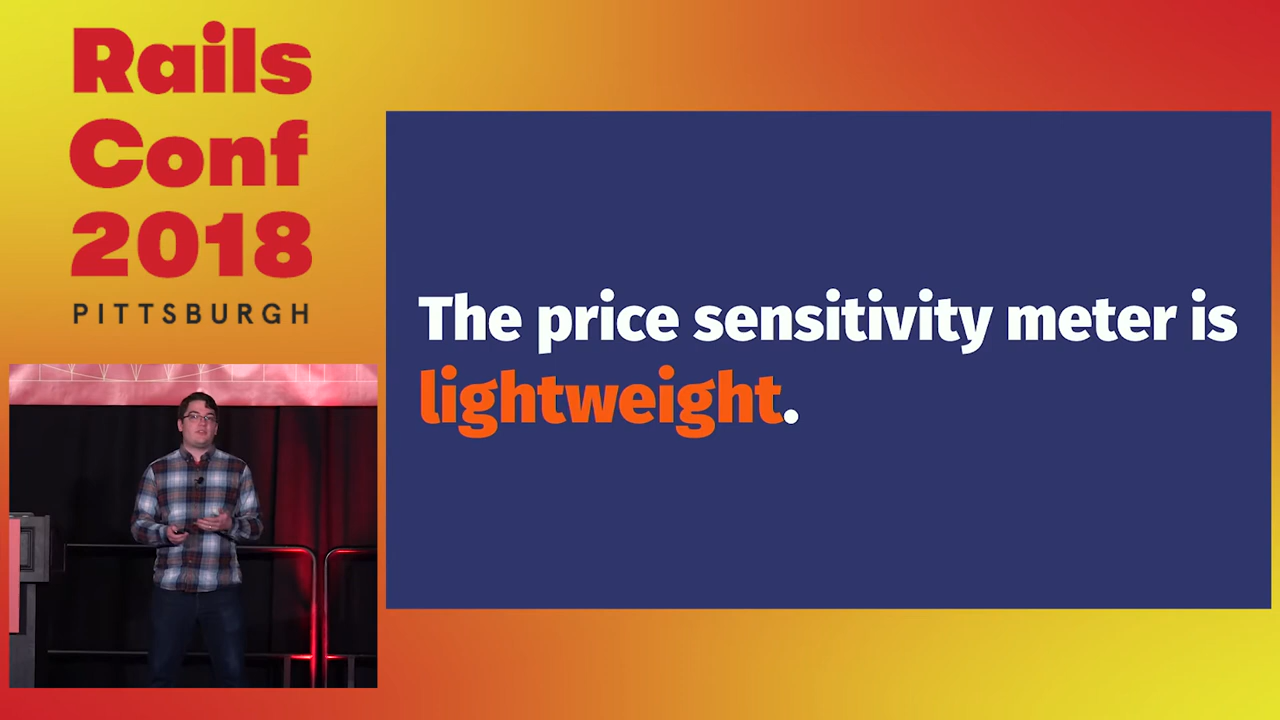 Rails
Conf
2018
PITTSBURGH
The price sensitivity meter is
lightweight.